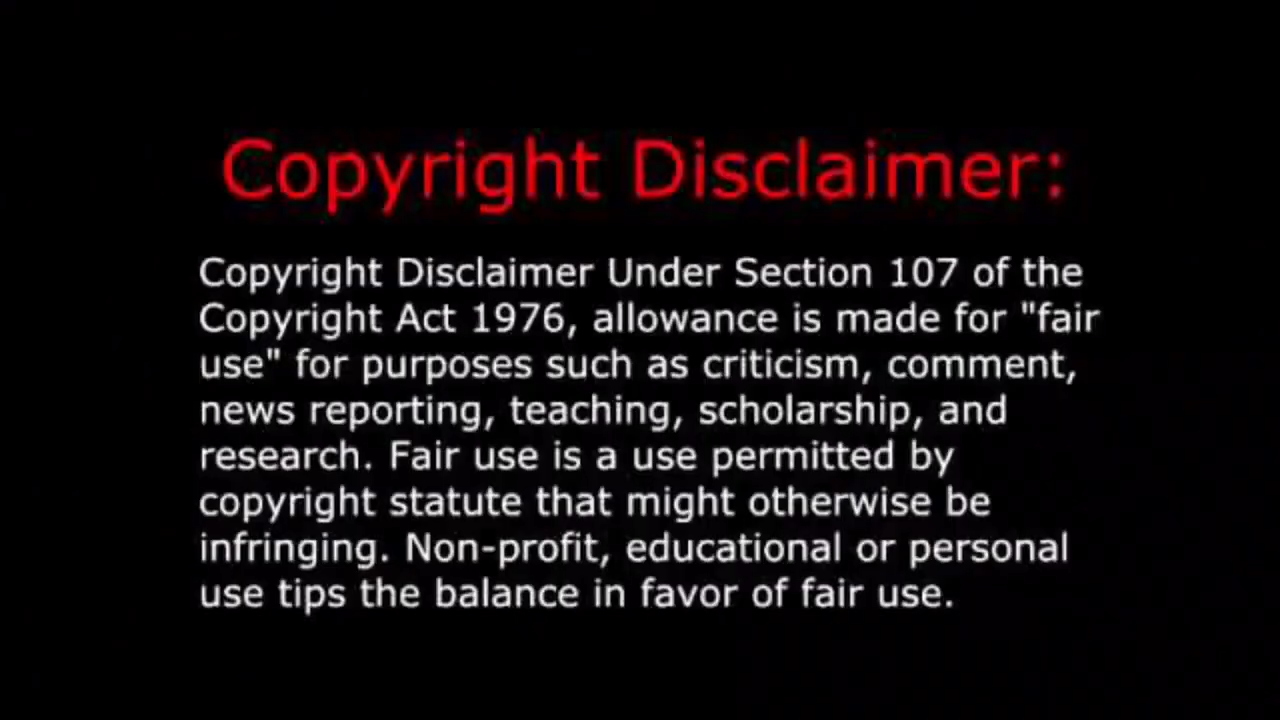 Copyright Disclaimer:
Copyright Disclaimer Under Section 107 of the
Copyright Act 1976, allowance is made for "fair
use" for purposes such as criticism, comment,
news reporting, teaching, scholarship, and
research. Fair use is a use permitted by
copyright statute that might otherwise be
infringing. Non-profit, educational or personal
use tips the balance in favor of fair use.